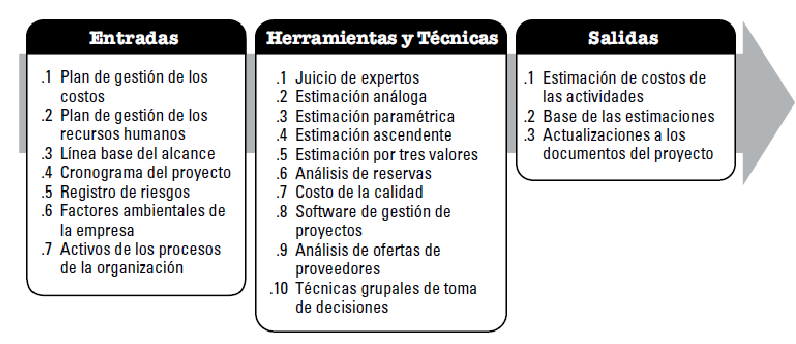 Entradas
.1 Plan de gestión de los
costos
.2 Plan de gestión de los
recursos humanos
.3 Línea base del alcance
.4 Cronograma del proyecto
.5 Registro de riesgos
.6 Factores ambientales de
la empresa
.7 Activos de los procesos
de la organización
Herramientas y Técnicas
.1 Juicio de expertos
.2 Estimación análoga
.3 Estimación paramétrica
.4 Estimación ascendente
.5 Estimación por tres valores
.6 Análisis de reservas
.7 Costo de la calidad
.8 Software de gestión de
proyectos
.9 Análisis de ofertas de
proveedores
.10 Técnicas grupales de toma
de decisiones
Salidas
.1 Estimación de costos de
las actividades
.2 Base de las estimaciones
.3 Actualizaciones a los
documentos del proyecto